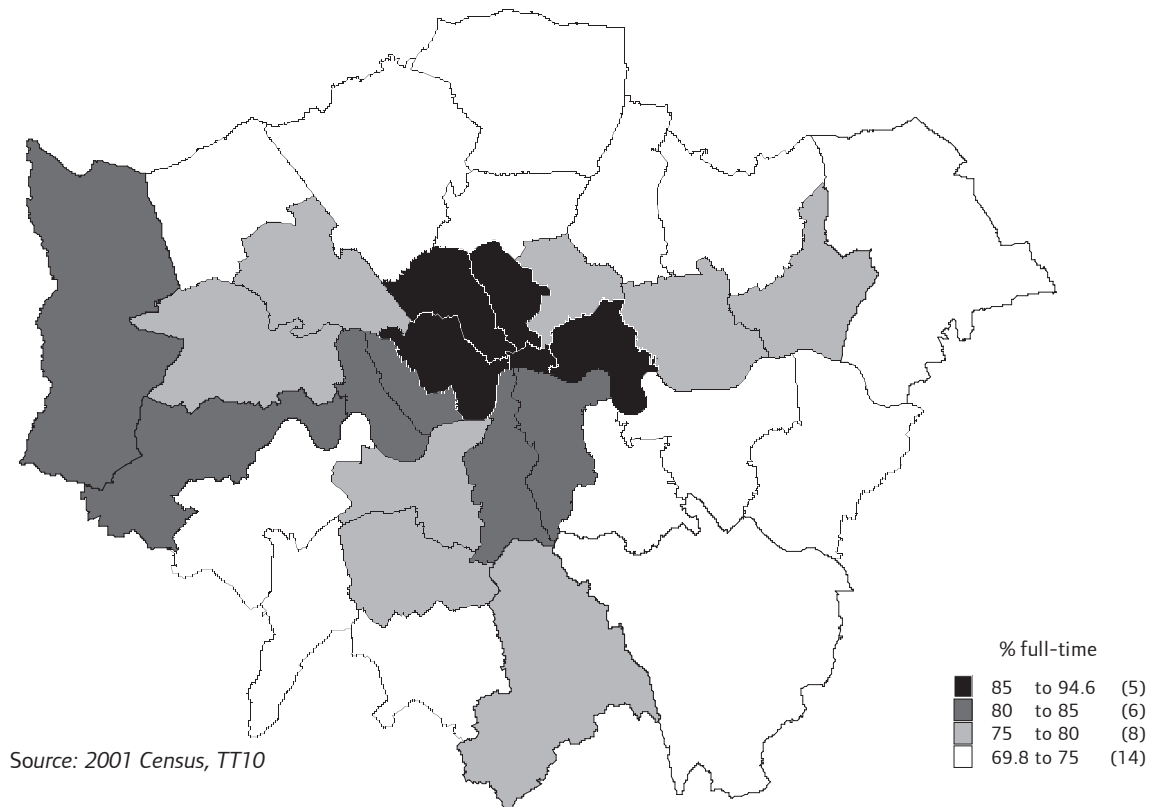 % full-time
85 to 94.6 (5)
80 to 85 (6)
75 to 80 (8)
69.8 to 75 (14)
Source: 2001 Census, TT10